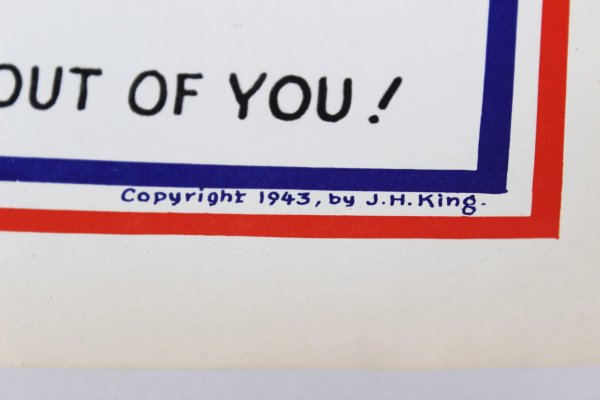 OUT OF YOU!
Copyright 1943, by J.H. King.